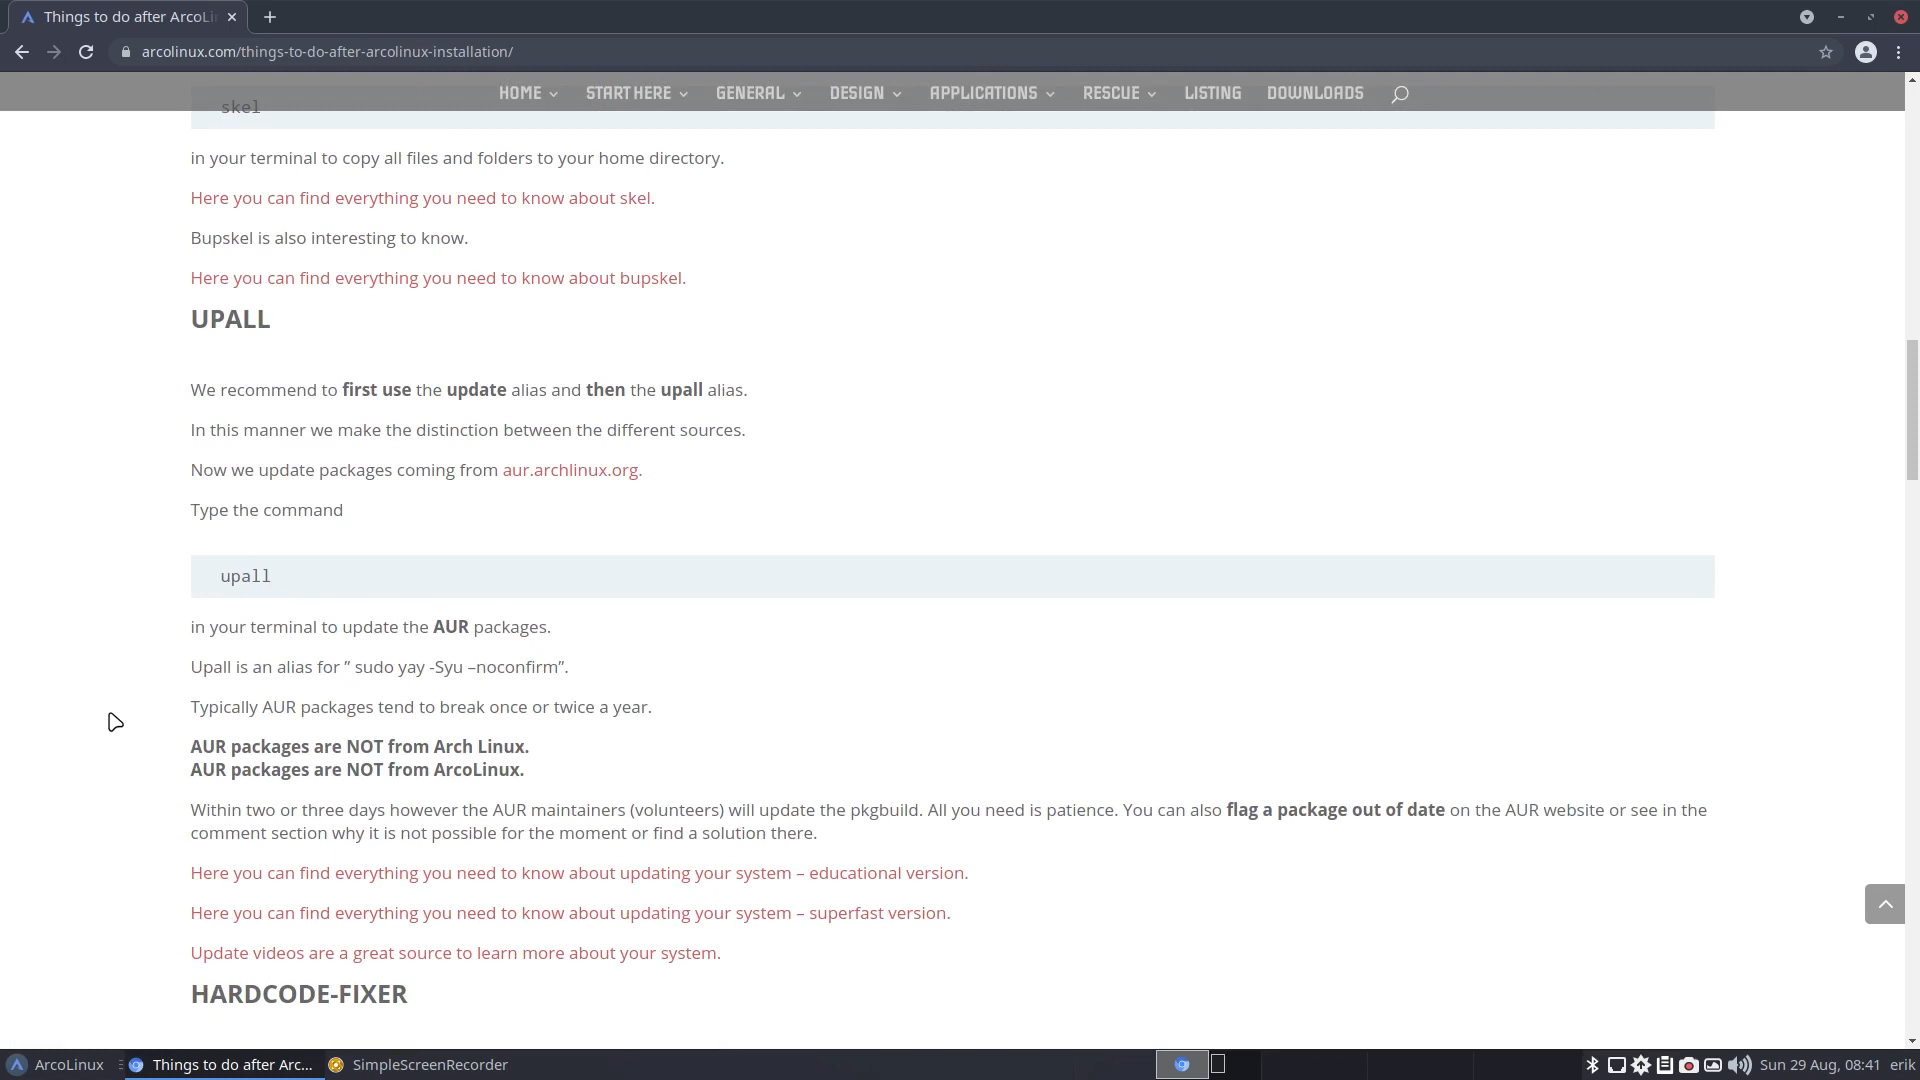 Things to do after ArcoLi
arcolinux.com/things-to-do-after-arcolinux-installation/
HOME START HERE GENERAL DESIGN APPLICATIONS RESCUE LISTING DOWNLOADS
skel
in your terminal to copy all files and folders to your home directory.
Here you can find everything you need to know about skel.
Bupskel is also interesting to know.
Here you can find everything you need to know about bupskel.
UPALL
We recommend to first use the update alias and then the upall alias.
In this manner we make the distinction between the different sources.
Now we update packages coming from aur.archlinux.org.
Type the command
upall
in your terminal to update the AUR packages.
Upall is an alias for ” sudo yay -Syu –noconfirm”.
Typically AUR packages tend to break once or twice a year.
AUR packages are NOT from Arch Linux.
AUR packages are NOT from ArcoLinux.
Within two or three days however the AUR maintainers (volunteers) will update the pkgbuild. All you need is patience. You can also flag a package out of date on the AUR website or see in the
comment section why it is not possible for the moment or find a solution there.
Here you can find everything you need to know about updating your system – educational version.
Here you can find everything you need to know about updating your system – superfast version.
Update videos are a great source to learn more about your system.
HARDCODE-FIXER
ArcoLinux Things to do after Arc... SimpleScreenRecorder Sun 29 Aug, 08:41 erik